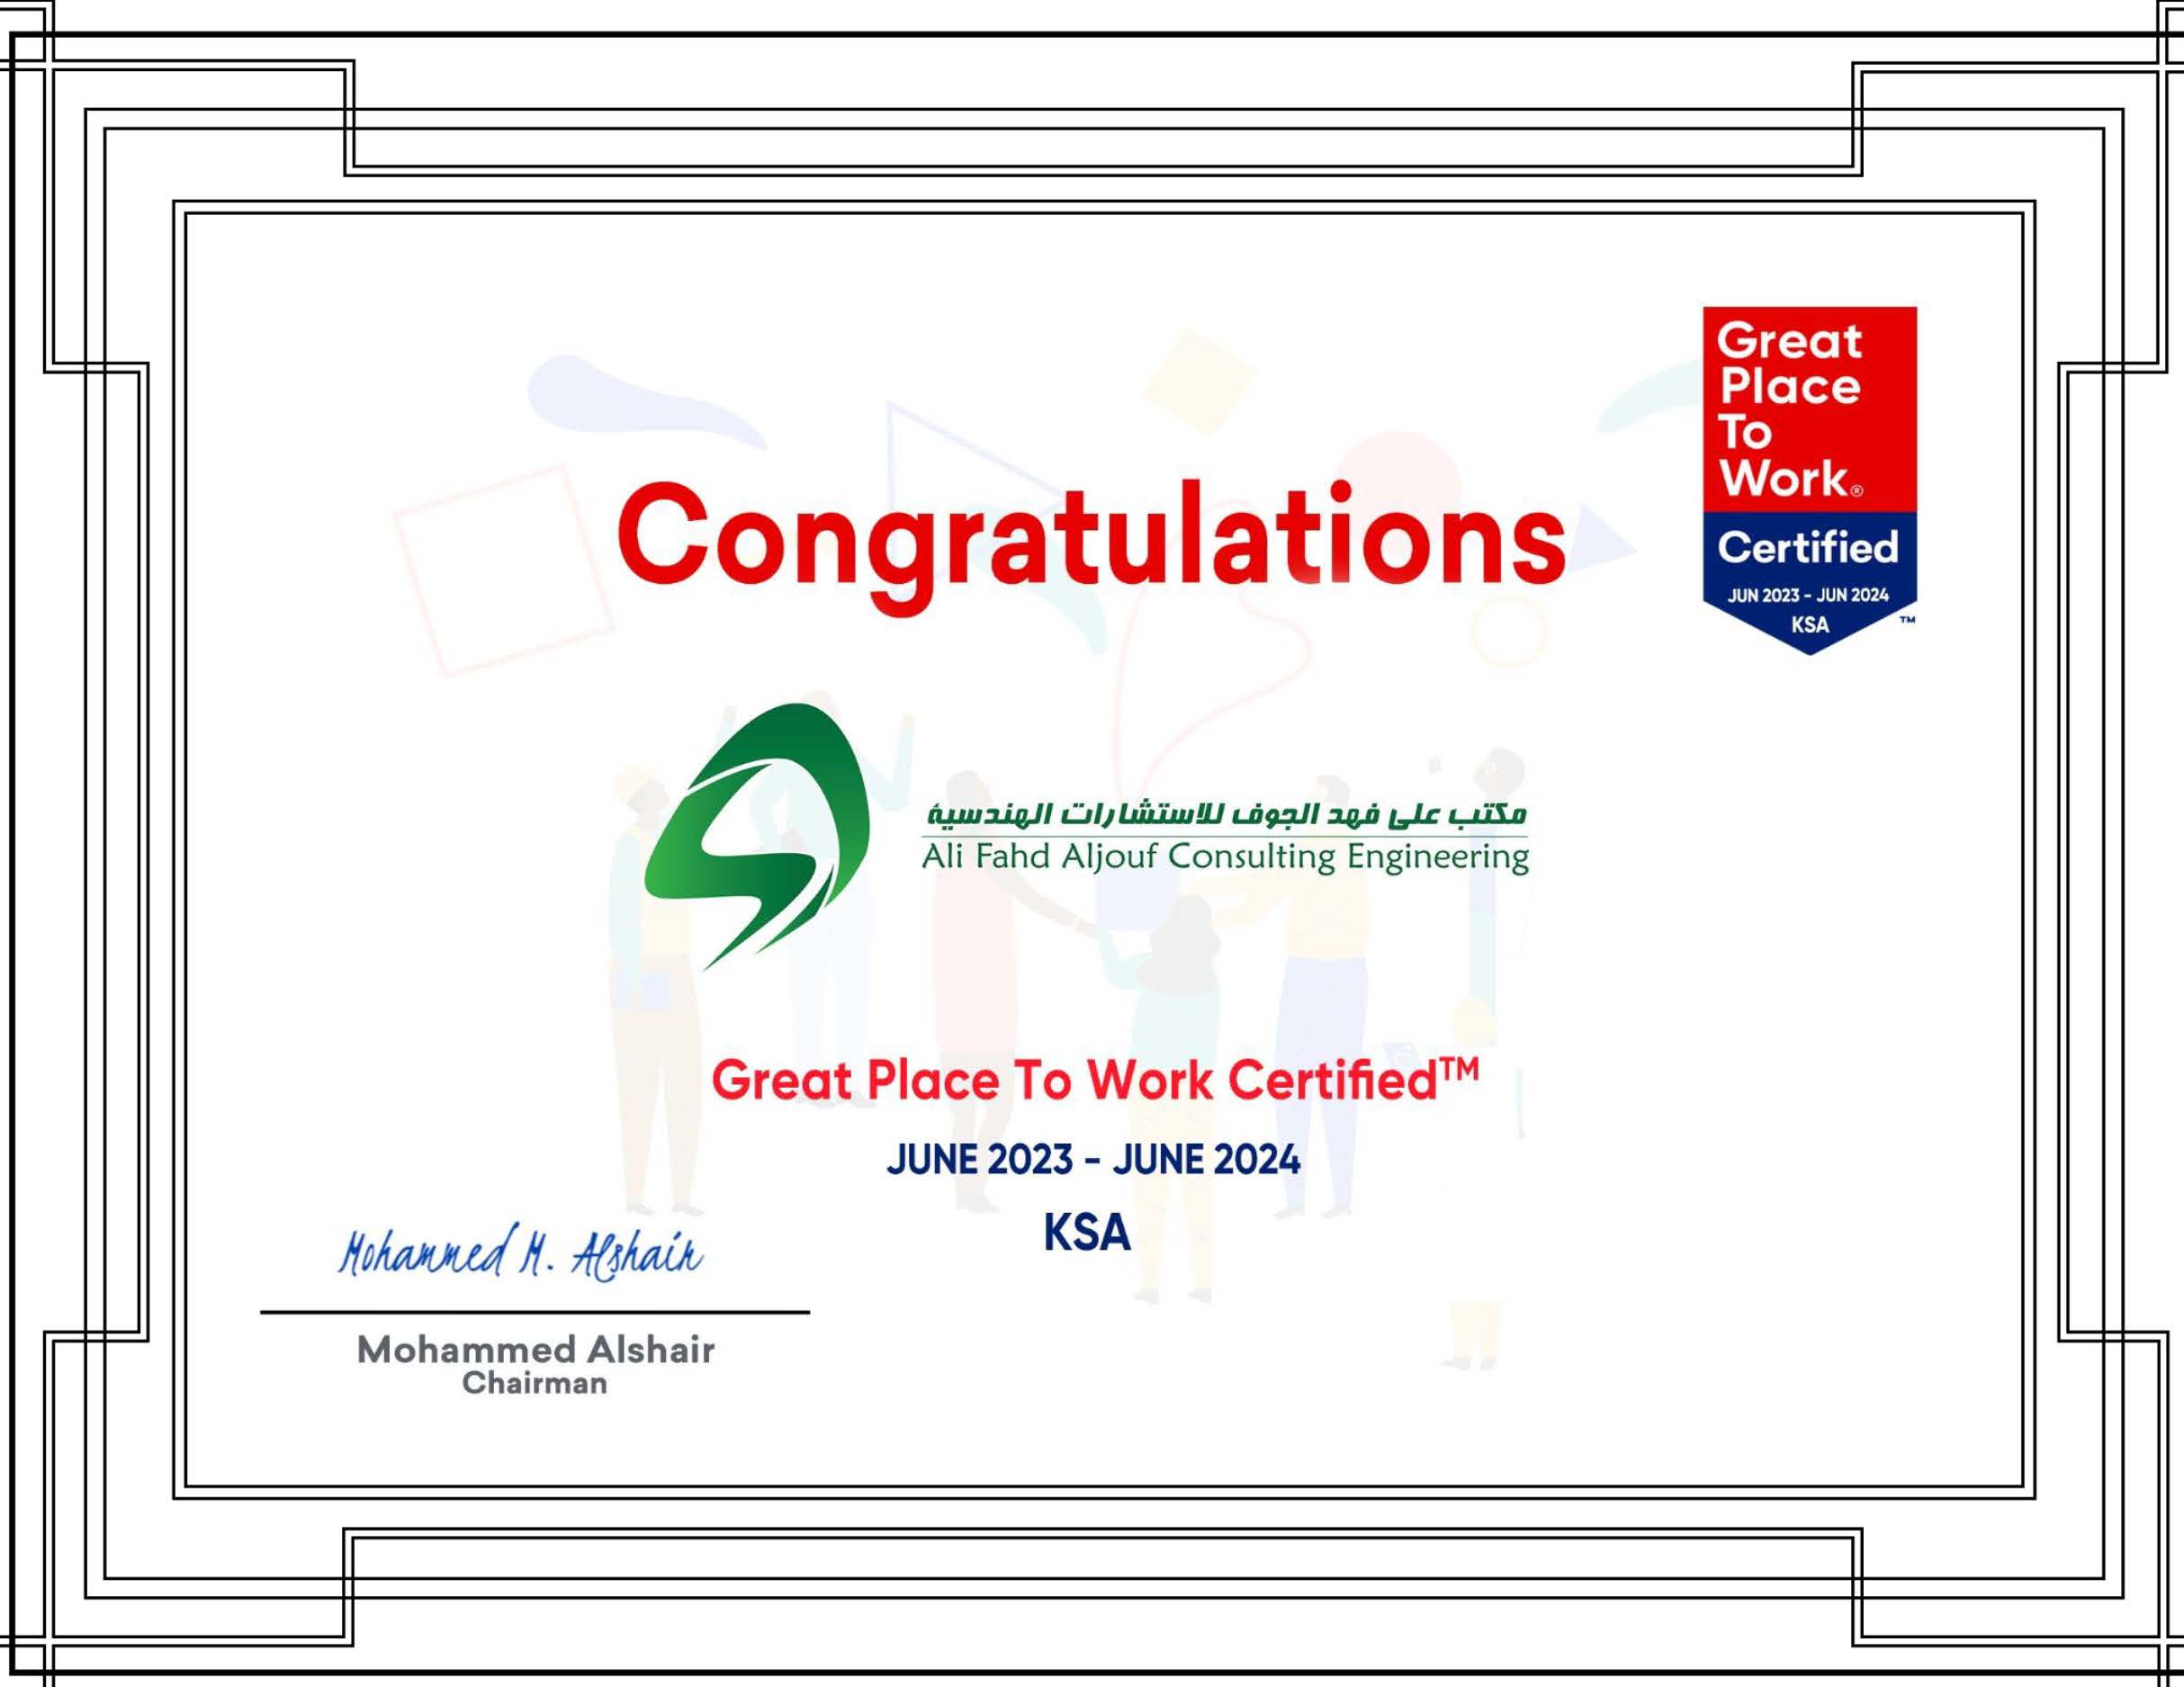 Great
Place
To
Work®
Certified
JUN 2023 - JUN 2024
KSA
TM
Congratulations
مكتب علي فهد الجوف للاستشارات الهندسية
Ali Fahd Aljouf Consulting Engineering
Great Place To Work Certified™
JUNE 2023 - JUNE 2024
KSA
Mohammed M. Alshair
Mohammed Alshair
Chairman